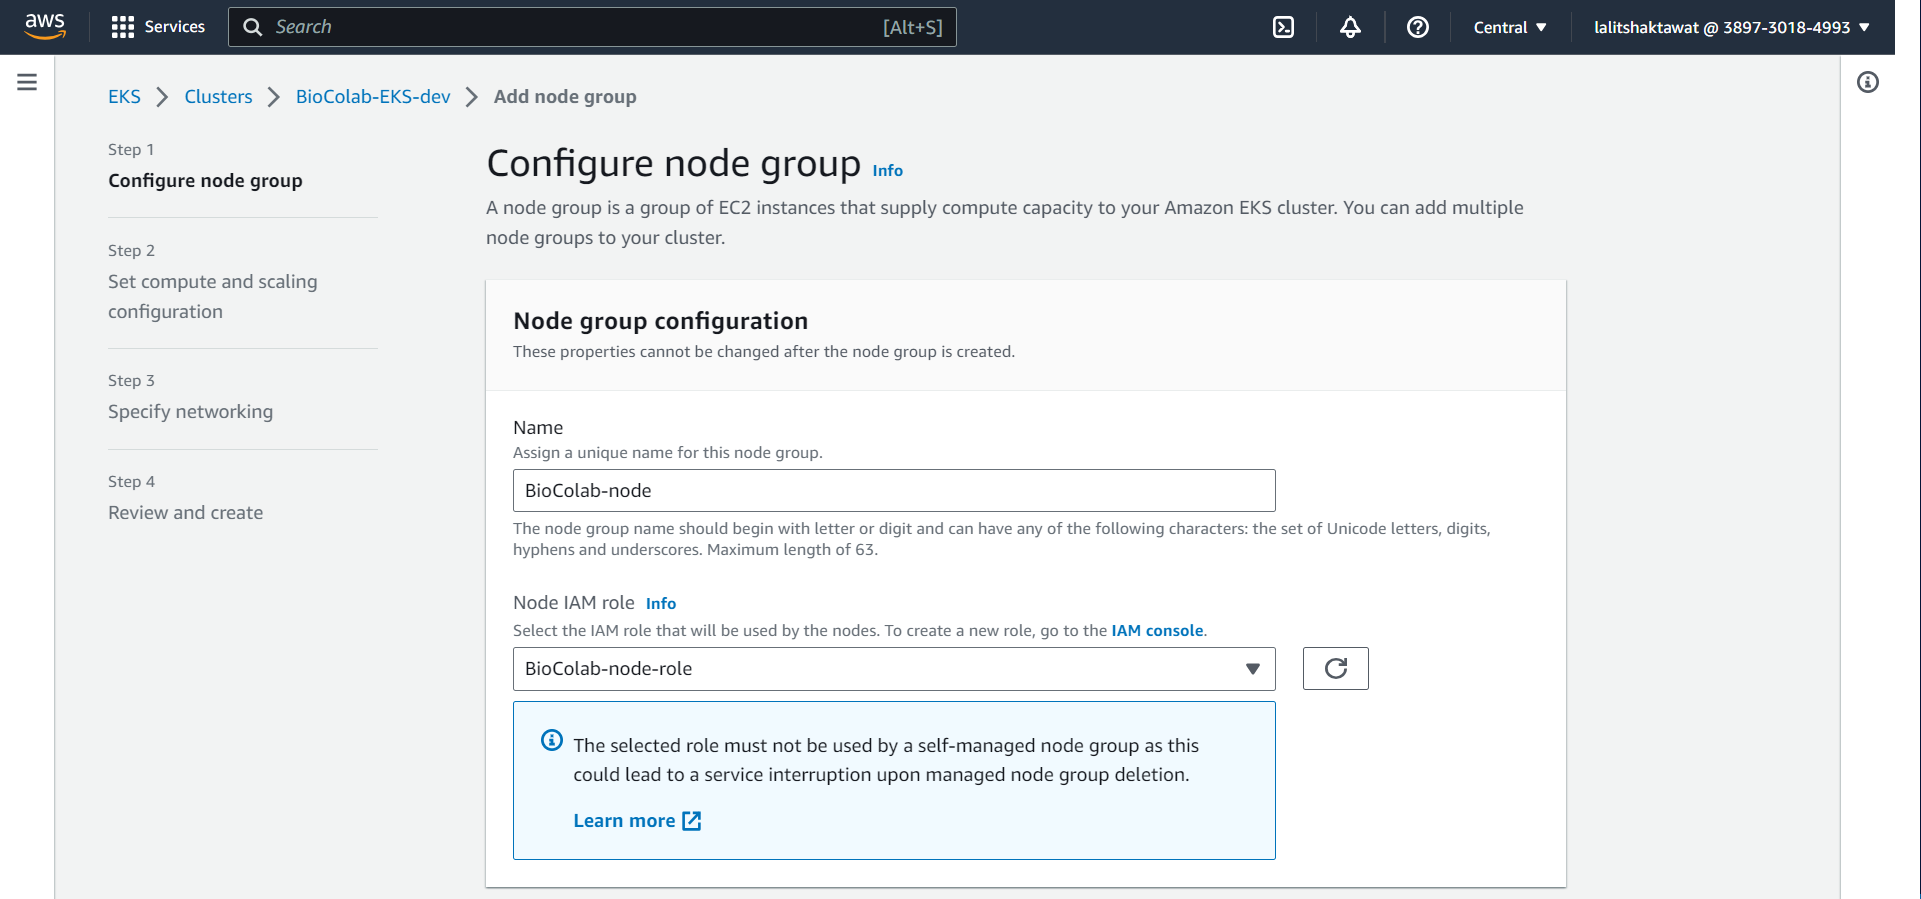 aws
Services
Search [Alt+S]
Central
lalitshaktawat @ 3897-3018-4993
EKS
Clusters
BioColab-EKS-dev
Add node group
Step 1
Configure node group
Step 2
Set compute and scaling
configuration
Step 3
Specify networking
Step 4
Review and create
Configure node group Info
A node group is a group of EC2 instances that supply compute capacity to your Amazon EKS cluster. You can add multiple
node groups to your cluster.
Node group configuration
These properties cannot be changed after the node group is created.
Name
Assign a unique name for this node group.
BioColab-node
The node group name should begin with letter or digit and can have any of the following characters: the set of Unicode letters, digits,
hyphens and underscores. Maximum length of 63.
Node IAM role Info
Select the IAM role that will be used by the nodes. To create a new role, go to the IAM console.
BioColab-node-role
The selected role must not be used by a self-managed node group as this
could lead to a service interruption upon managed node group deletion.
Learn more